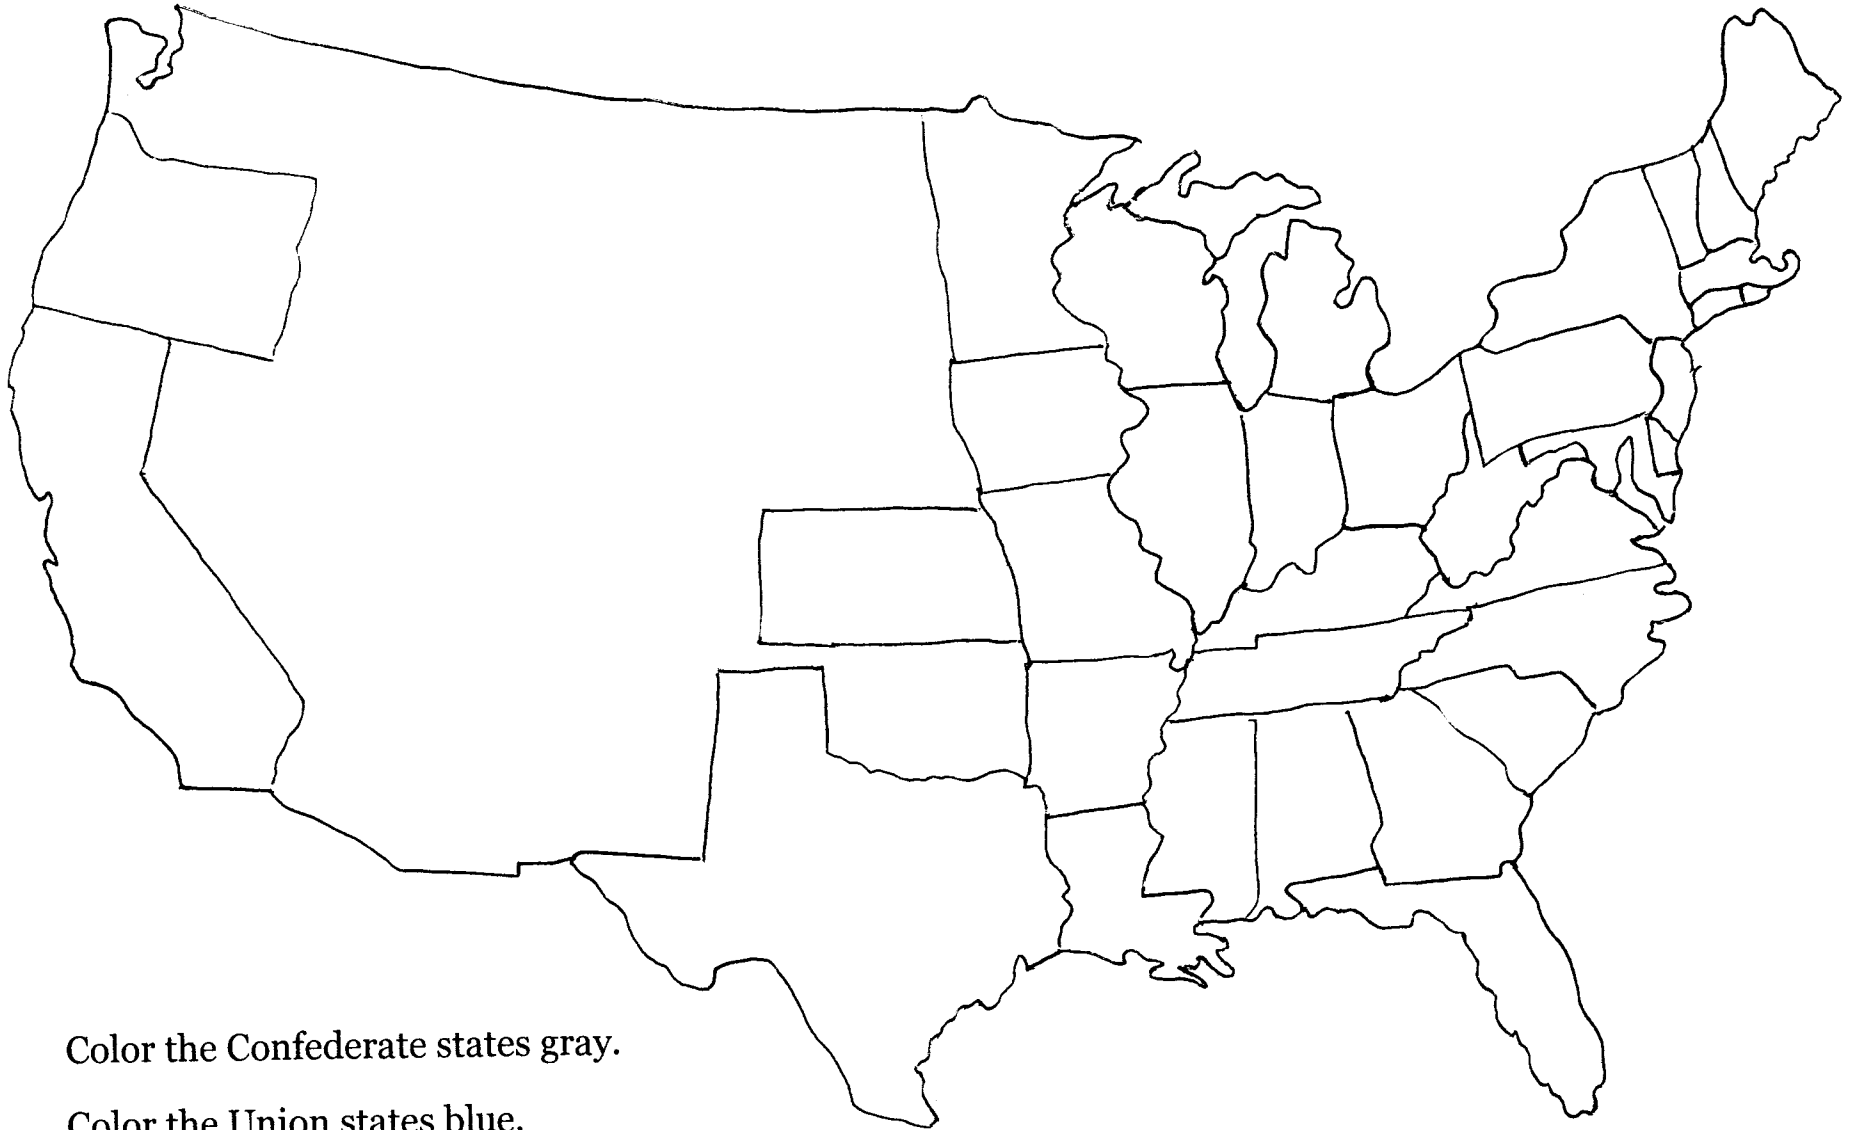 Color the Confederate states gray.
Color the Union states blue.